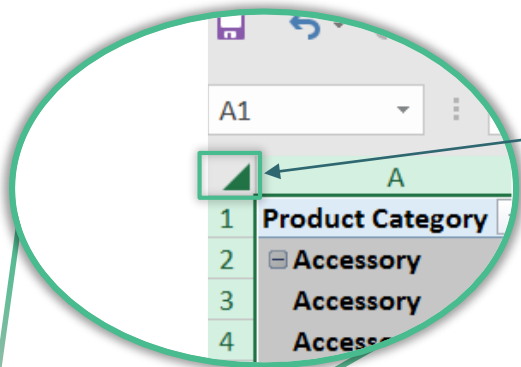 A1
A
1 Product Category
2 Accessory
3 Accessory
4